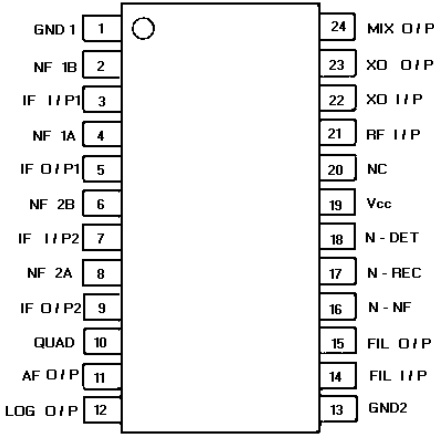 GND 1 1 24 MIX O/P
NF 1B 2 23 XO O/P
IF I/P1 3 22 XO I/P
NF 1A 4 21 RF I/P
IF O/P1 5 20 NC
NF 2B 6 19 Vcc
IF I/P2 7 18 N-DET
NF 2A 8 17 N-REC
IF O/P2 9 16 N-NF
QUAD 10 15 FIL O/P
AF O/P 11 14 FIL I/P
LOG O/P 12 13 GND2